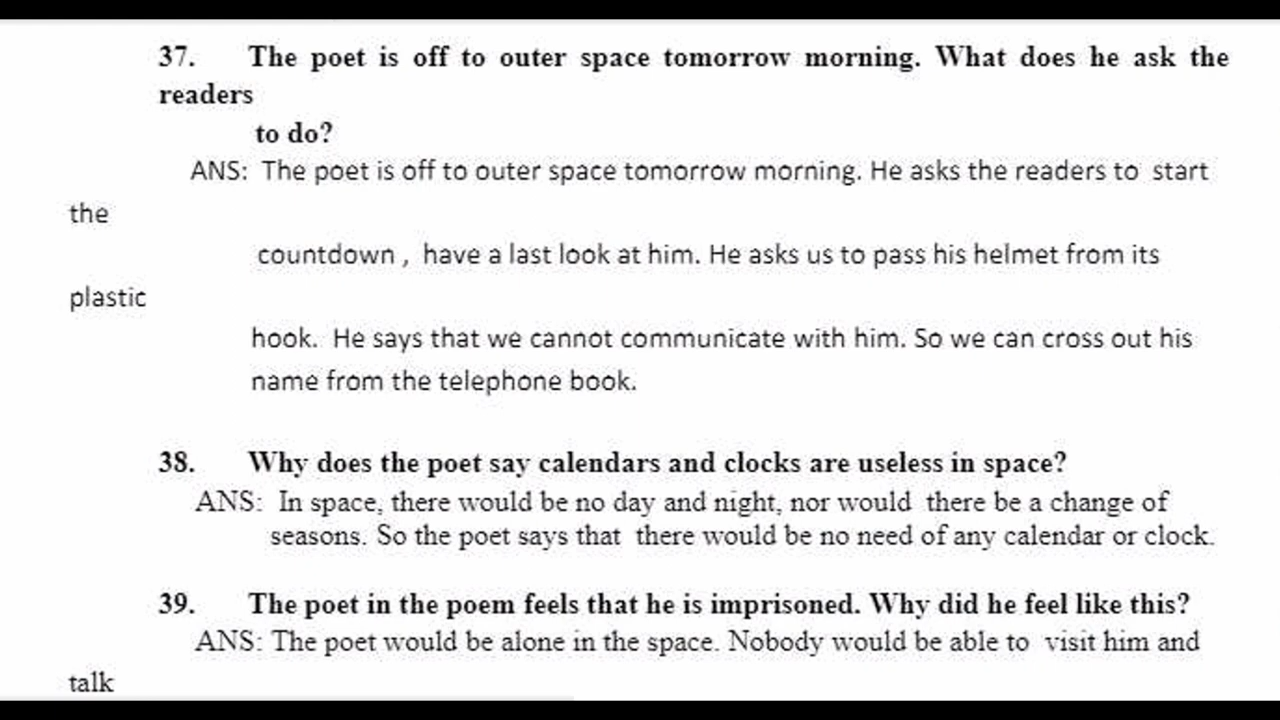 37. The poet is off to outer space tomorrow morning. What does he ask the
readers
to do?
ANS: The poet is off to outer space tomorrow morning. He asks the readers to start
the
countdown , have a last look at him. He asks us to pass his helmet from its
plastic
hook. He says that we cannot communicate with him. So we can cross out his
name from the telephone book.
38. Why does the poet say calendars and clocks are useless in space?
ANS: In space, there would be no day and night, nor would there be a change of
seasons. So the poet says that there would be no need of any calendar or clock.
39. The poet in the poem feels that he is imprisoned. Why did he feel like this?
ANS: The poet would be alone in the space. Nobody would be able to visit him and
talk